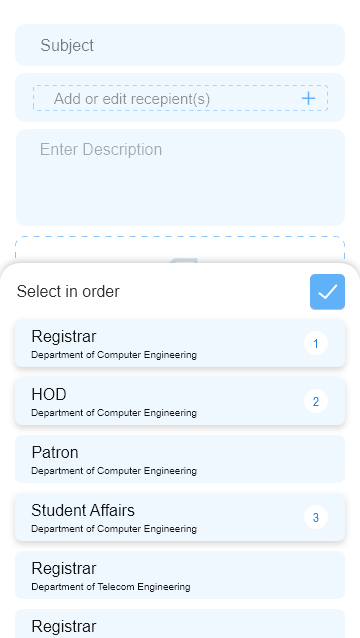 Subject
Add or edit recepient(s)
Enter Description
Select in order
Registrar
Department of Computer Engineering
1
HOD
Department of Computer Engineering
2
Patron
Department of Computer Engineering
Student Affairs
Department of Computer Engineering
3
Registrar
Department of Telecom Engineering
Registrar